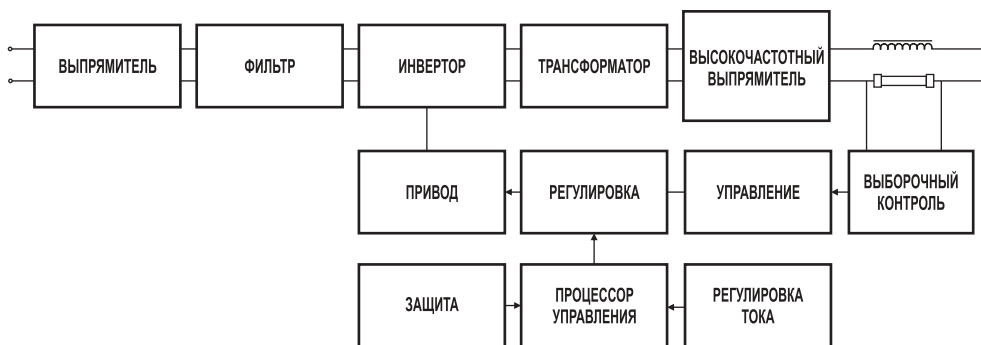 ВЫПРЯМИТЕЛЬ
ФИЛЬТР
ИНВЕРТОР
ТРАНСФОРМАТОР
ВЫСОКОЧАСТОТНЫЙ
ВЫПРЯМИТЕЛЬ
ПРИВОД
РЕГУЛИРОВКА
УПРАВЛЕНИЕ
ВЫБОРОЧНЫЙ
КОНТРОЛЬ
ЗАЩИТА
ПРОЦЕССОР
УПРАВЛЕНИЯ
РЕГУЛИРОВКА
ТОКА